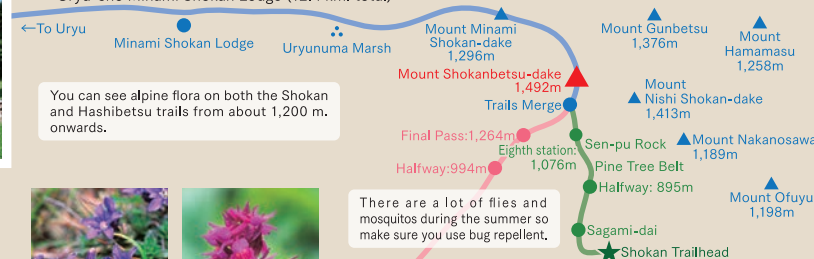 ←To Uryu
Minami Shokan Lodge
Uryunuma Marsh
Mount Minami
Shokan-dake
1,296m
Mount Gunbetsu
1,376m
Mount
Hamamasu
1,258m
Mount Shokanbetsu-dake
1,492m
Mount
Nishi Shokan-dake
1,413m
You can see alpine flora on both the Shokan
and Hashibetsu trails from about 1,200 m.
onwards.
Trails Merge
Final Pass:1,264m
Sen-pu Rock
Mount Nakanosawa
1,189m
Eighth station:
1,076m
Halfway:994m
Pine Tree Belt
Halfway: 895m
Mount Ofuyu
1,198m
There are a lot of flies and
mosquitos during the summer so
make sure you use bug repellent.
Sagami-dai
Shokan Trailhead